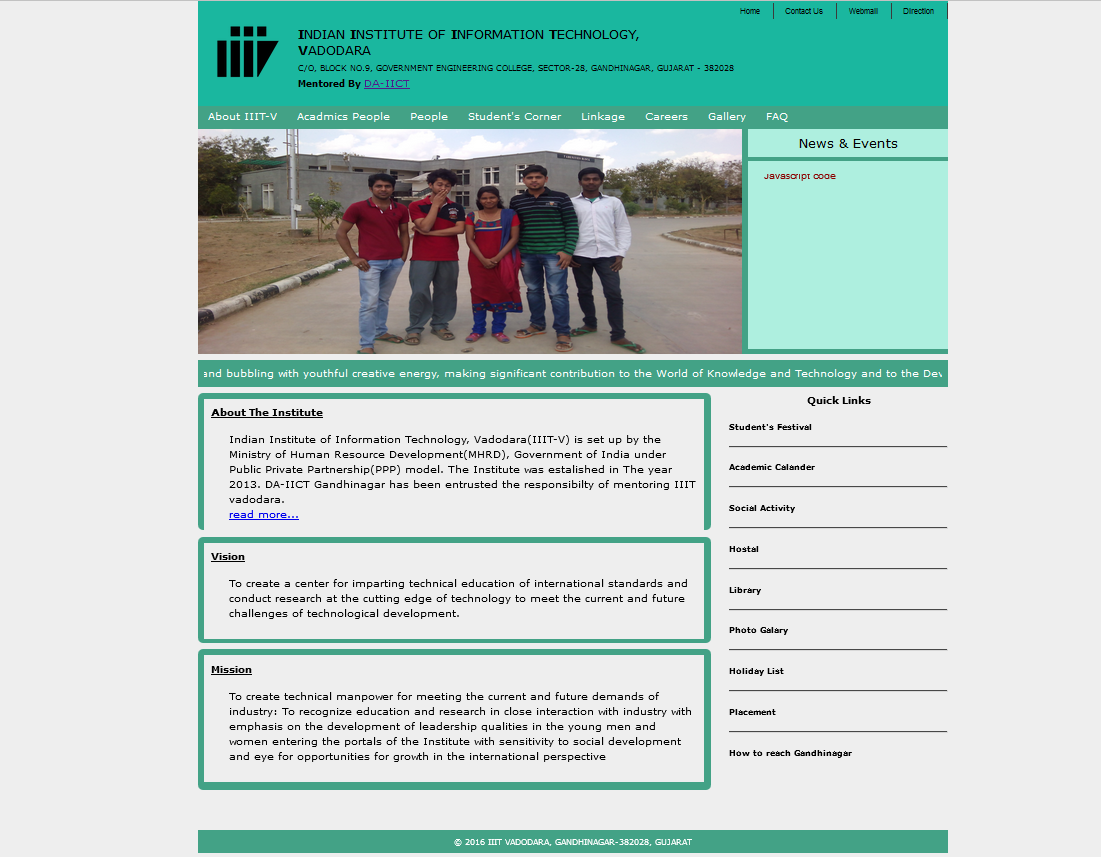 Home Contact Us Webmail Direction
INDIAN INSTITUTE OF INFORMATION TECHNOLOGY,
VADODARA
C/O, BLOCK NO.9, GOVERNMENT ENGINEERING COLLEGE, SECTOR-28, GANDHINAGAR, GUJARAT - 382028
Mentored By DA-IICT
About IIIT-V Acadmics People People Student's Corner Linkage Careers Gallery FAQ
News & Events
Javascript code
and bubbling with youthful creative energy, making significant contribution to the World of Knowledge and Technology and to the Dev
About The Institute
Indian Institute of Information Technology, Vadodara(IIIT-V) is set up by the
Ministry of Human Resource Development(MHRD), Government of India under
Public Private Partnership(PPP) model. The Institute was estalished in The year
2013. DA-IICT Gandhinagar has been entrusted the responsibilty of mentoring IIIT
vadodara.
read more...
Vision
To create a center for imparting technical education of international standards and
conduct research at the cutting edge of technology to meet the current and future
challenges of technological development.
Mission
To create technical manpower for meeting the current and future demands of
industry: To recognize education and research in close interaction with industry with
emphasis on the development of leadership qualities in the young men and
women entering the portals of the Institute with sensitivity to social development
and eye for opportunities for growth in the international perspective
Quick Links
Student's Festival
Academic Calander
Social Activity
Hostal
Library
Photo Galary
Holiday List
Placement
How to reach Gandhinagar
© 2016 IIIT VADODARA, GANDHINAGAR-382028, GUJARAT